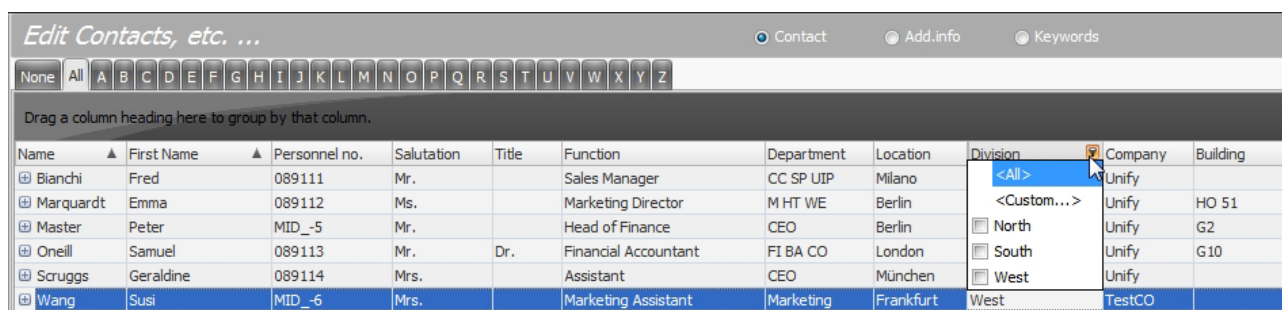 Edit Contacts, etc. ...
Contact Add.info Keywords
None All A B C D E F G H I J K L M N O P Q R S T U V W X Y Z
Drag a column heading here to group by that column.
Name First Name Personnel no. Salutation Title Function Department Location Division Company Building
Bianchi Fred 089111 Mr. Sales Manager CC SP UIP Milano <All> Unify
Marquardt Emma 089112 Ms. Marketing Director M HT WE Berlin <Custom...> Unify HO 51
Master Peter MID_-5 Mr. Head of Finance CEO Berlin North Unify G2
Oneill Samuel 089113 Mr. Dr. Financial Accountant FI BA CO London South Unify G10
Scruggs Geraldine 089114 Mrs. Assistant CEO München West Unify
Wang Susi MID_-6 Mrs. Marketing Assistant Marketing Frankfurt West TestCO